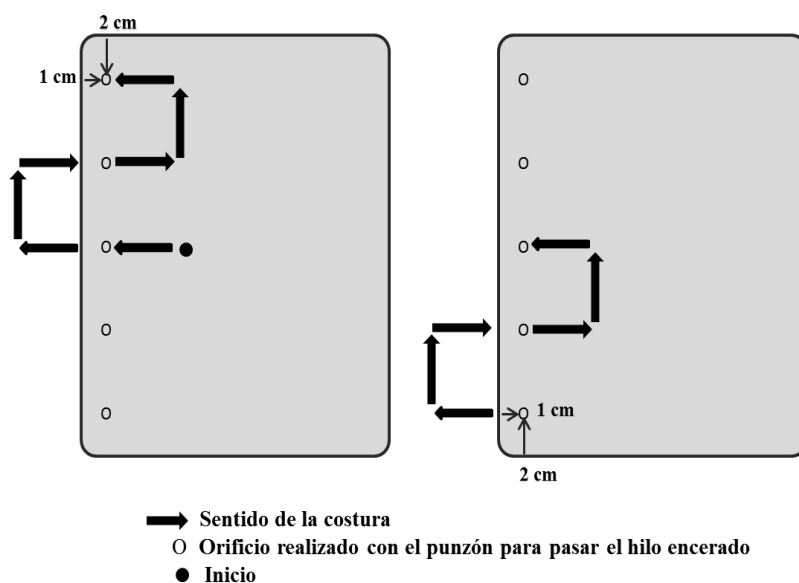 2 cm
1 cm
1 cm
2 cm
Sentido de la costura
Orificio realizado con el punzón para pasar el hilo encerado
Inicio